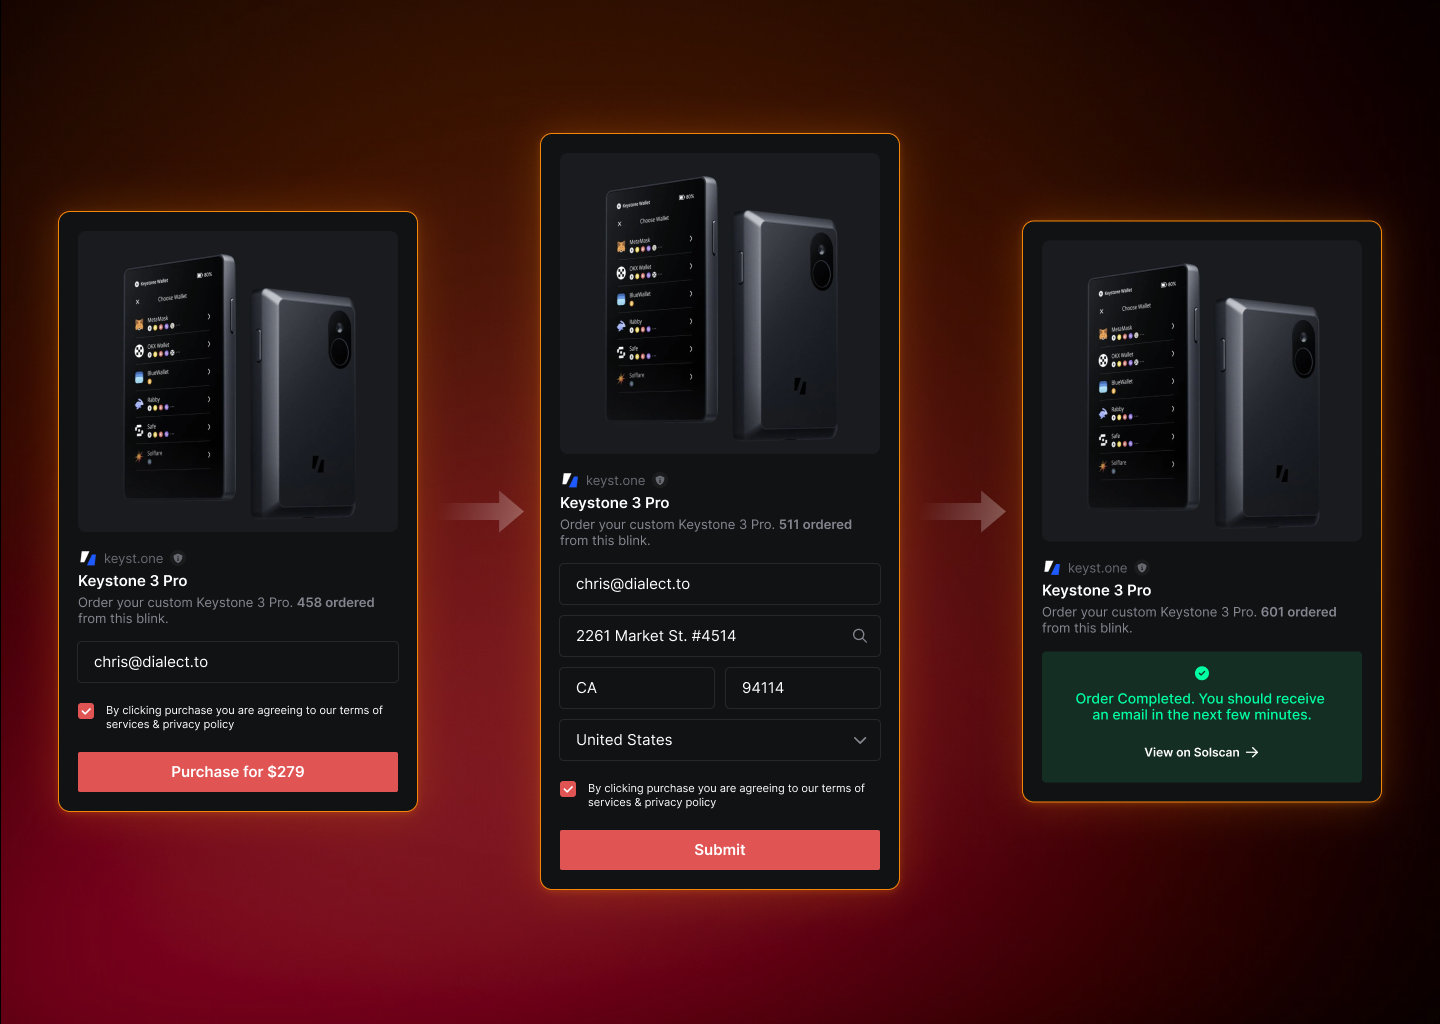 Keystone Wallet
80%
X Choose Wallet
MetaMask
OKX Wallet
BlueWallet
Rabby
Safe
Solflare
keyst.one
Keystone 3 Pro
Order your custom Keystone 3 Pro. 458 ordered
from this blink.
chris@dialect.to
By clicking purchase you are agreeing to our terms of
services & privacy policy
Purchase for $279
Keystone Wallet
80%
X Choose Wallet
MetaMask
OKX Wallet
BlueWallet
Rabby
Safe
Solflare
keyst.one
Keystone 3 Pro
Order your custom Keystone 3 Pro. 511 ordered
from this blink.
chris@dialect.to
2261 Market St. #4514
CA
94114
United States
By clicking purchase you are agreeing to our terms of
services & privacy policy
Submit
Keystone Wallet
80%
X Choose Wallet
MetaMask
OKX Wallet
BlueWallet
Rabby
Safe
Solflare
keyst.one
Keystone 3 Pro
Order your custom Keystone 3 Pro. 601 ordered
from this blink.
Order Completed. You should receive
an email in the next few minutes.
View on Solscan →